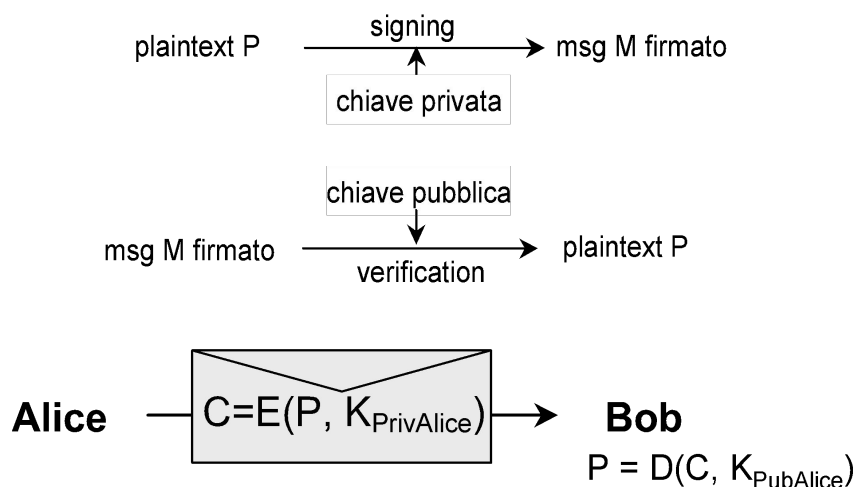 signing
plaintext P
msg M firmato
chiave privata
chiave pubblica
msg M firmato
plaintext P
verification
Alice
C=E(P, KPrivAlice)
Bob
P = D(C, KPubAlice)